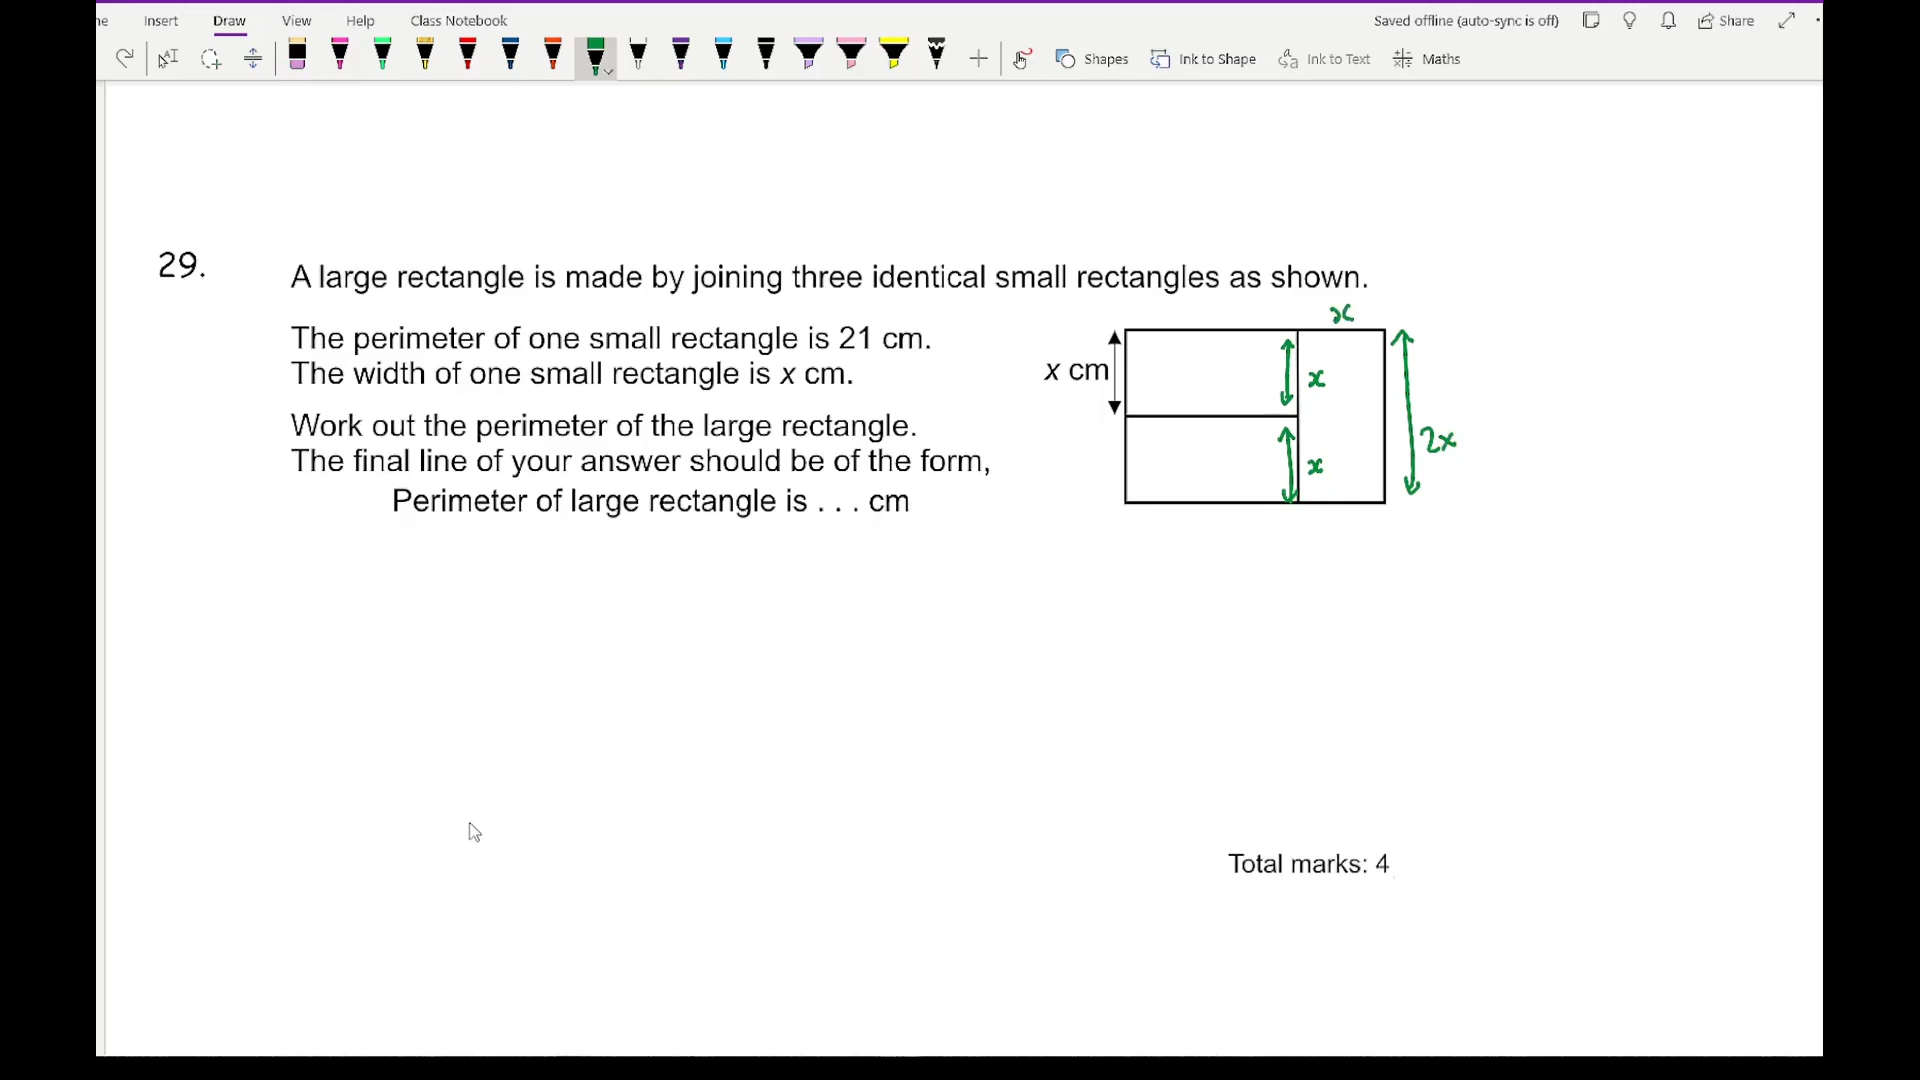 ne Insert Draw View Help Class Notebook Saved offline (auto-sync is off) Share
Shapes Ink to Shape Ink to Text Maths
29. A large rectangle is made by joining three identical small rectangles as shown.
The perimeter of one small rectangle is 21 cm.
The width of one small rectangle is x cm.
Work out the perimeter of the large rectangle.
The final line of your answer should be of the form,
Perimeter of large rectangle is . . . cm
x
x cm
x
2x
x
Total marks: 4